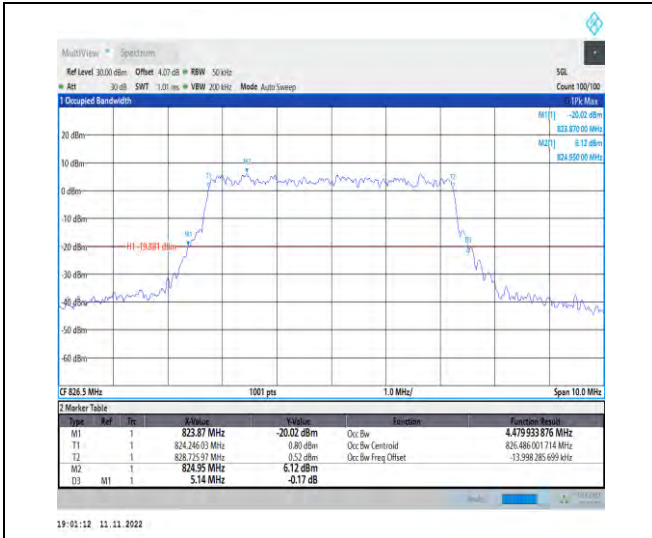 MultiView Spectrum
Ref Level 30.00 dBm Offset 4.07 dB RBW 50 kHz SGL
Att 30 dB SWT 1.01 ms VBW 200 kHz Mode Auto Sweep Count 100/100
1 Occupied Bandwidth 1Pk Max
M1[1] -20.02 dBm
823.870 00 MHz
M2[1] 6.12 dBm
824.950 00 MHz
20 dBm
10 dBm
0 dBm
-10 dBm
-20 dBm
-30 dBm
-40 dBm
-50 dBm
-60 dBm
T1 M2 T2
M1 D3
H1 -19.881 dBm
CF 826.5 MHz 1001 pts 1.0 MHz/ Span 10.0 MHz
2 Marker Table
Type Ref Trc X-Value Y-Value Function Function Result
M1 1 823.87 MHz -20.02 dBm Occ Bw 4.479 933 876 MHz
T1 1 824.246 03 MHz 0.80 dBm Occ Bw Centroid 826.486 001 714 MHz
T2 1 828.725 97 MHz 0.52 dBm Occ Bw Freq Offset -13.998 285 699 kHz
M2 1 824.95 MHz 6.12 dBm
D3 M1 1 5.14 MHz -0.17 dB
19:01:12 11.11.2022